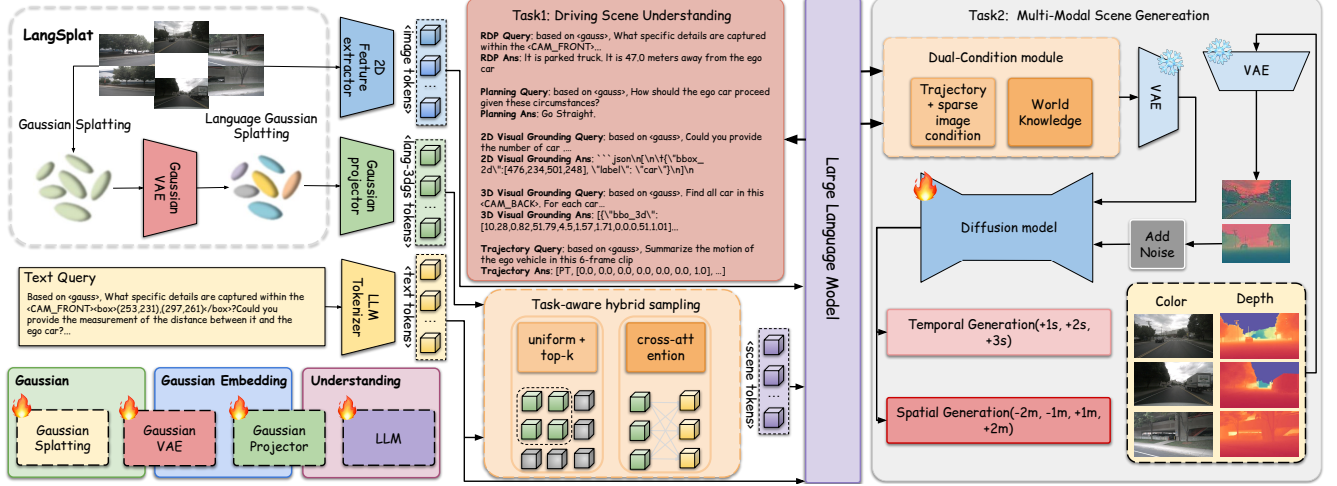 LangSplat
Gaussian Splatting
Language Gaussian
Splatting
Gaussian
VAE
2D
Feature
extractor
<image tokens>
...
Gaussian
projector
<lang-3dgs tokens>
...
Text Query
Based on <gauss>, What specific details are captured within the
<CAM_FRONT><box>(253,231),(297,261)</box>?Could you
provide the measurement of the distance between it and the
ego car?...
LLM
Tokenizer
<text tokens>
...
Gaussian
Gaussian Embedding
Understanding
Gaussian
Splatting
Gaussian
VAE
Gaussian
Projector
LLM
Task1: Driving Scene Understanding
RDP Query: based on <gauss>, What specific details are captured
within the <CAM_FRONT>...
RDP Ans: It is parked truck. It is 47.0 meters away from the ego
car
Planning Query: based on <gauss>, How should the ego car proceed
given these circumstances?
Planning Ans: Go Straight.
2D Visual Grounding Query: based on <gauss>, Could you provide
the number of car ....
2D Visual Grounding Ans: ```json\n[\n\t{\"bbox_
2d\":[476,234,501,248], \"label\": \"car\"}\n]\n
3D Visual Grounding Query: based on <gauss>. Find all car in this
<CAM_BACK>. For each car...
3D Visual Grounding Ans: [{\"bbo_3d\":
[10.28,0.82,51.79,4.5,1.57,1.71,0.0.0.51,1.01]...
Trajectory Query: based on <gauss>, Summarize the motion of
the ego vehicle in this 6-frame clip
Trajectory Ans: [PT, [0.0, 0.0, 0.0, 0.0, 0.0, 0.0, 1.0], ...]
Task-aware hybrid sampling
uniform +
top-k
cross-att
ention
<scene tokens>
...
Large Language Model
Task2: Multi-Modal Scene Genereation
Dual-Condition module
Trajectory
+ sparse
image
condition
World
Knowledge
VAE
VAE
Diffusion model
Add
Noise
Temporal Generation(+1s, +2s,
+3s)
Spatial Generation(-2m, -1m, +1m,
+2m)
Color
Depth